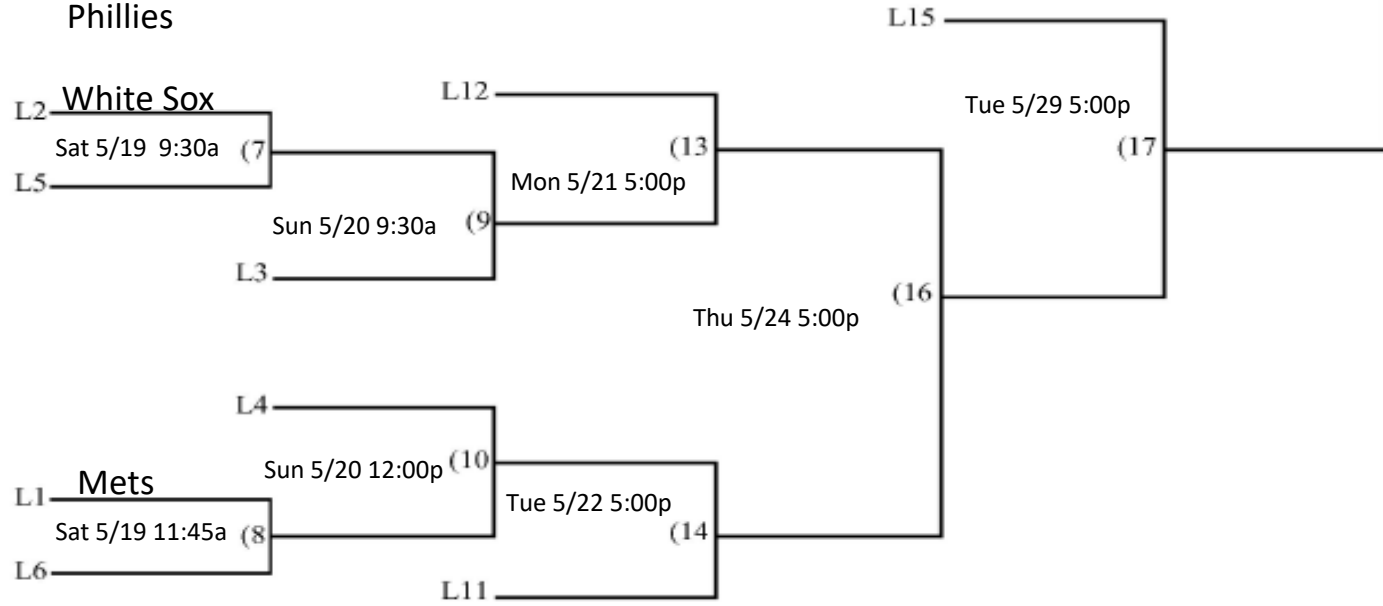 Phillies
L15
L12
L2 White Sox
Tue 5/29 5:00p
Sat 5/19 9:30a (7
(13
(17
L5
Mon 5/21 5:00p
Sun 5/20 9:30a (9
L3
(16
Thu 5/24 5:00p
L4
Sun 5/20 12:00p (10
L1 Mets
Tue 5/22 5:00p
Sat 5/19 11:45a (8
(14
L6
L11